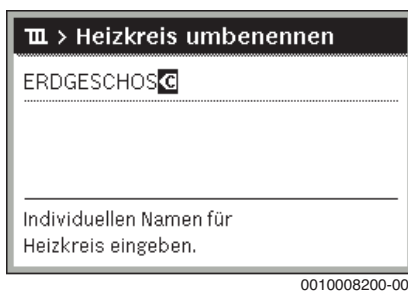 > Heizkreis umbenennen
ERDGESCHOS
C
Individuellen Namen für
Heizkreis eingeben.
0010008200-00